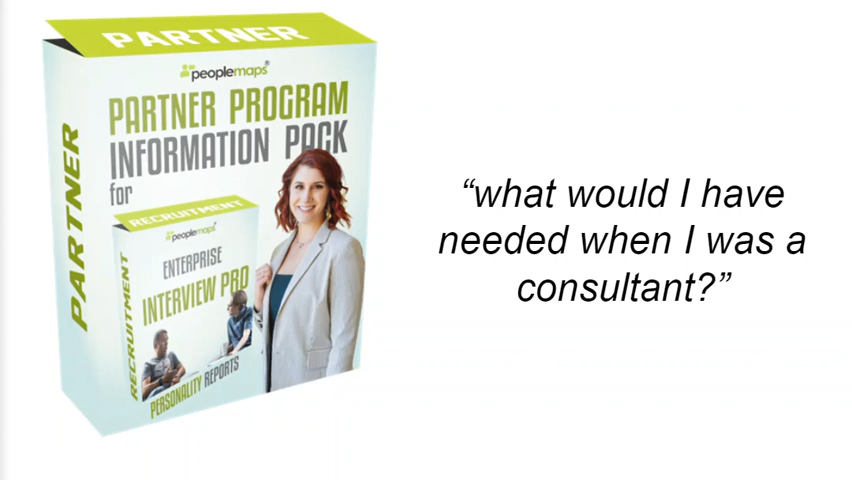 PARTNER
peoplemaps®
PARTNER PROGRAM
INFORMATION PACK
for
PARTNER
RECRUITMENT
peoplemaps
ENTERPRISE
INTERVIEW PRO
RECRUITMENT
PERSONALITY REPORTS
“what would I have
needed when I was a
consultant?”